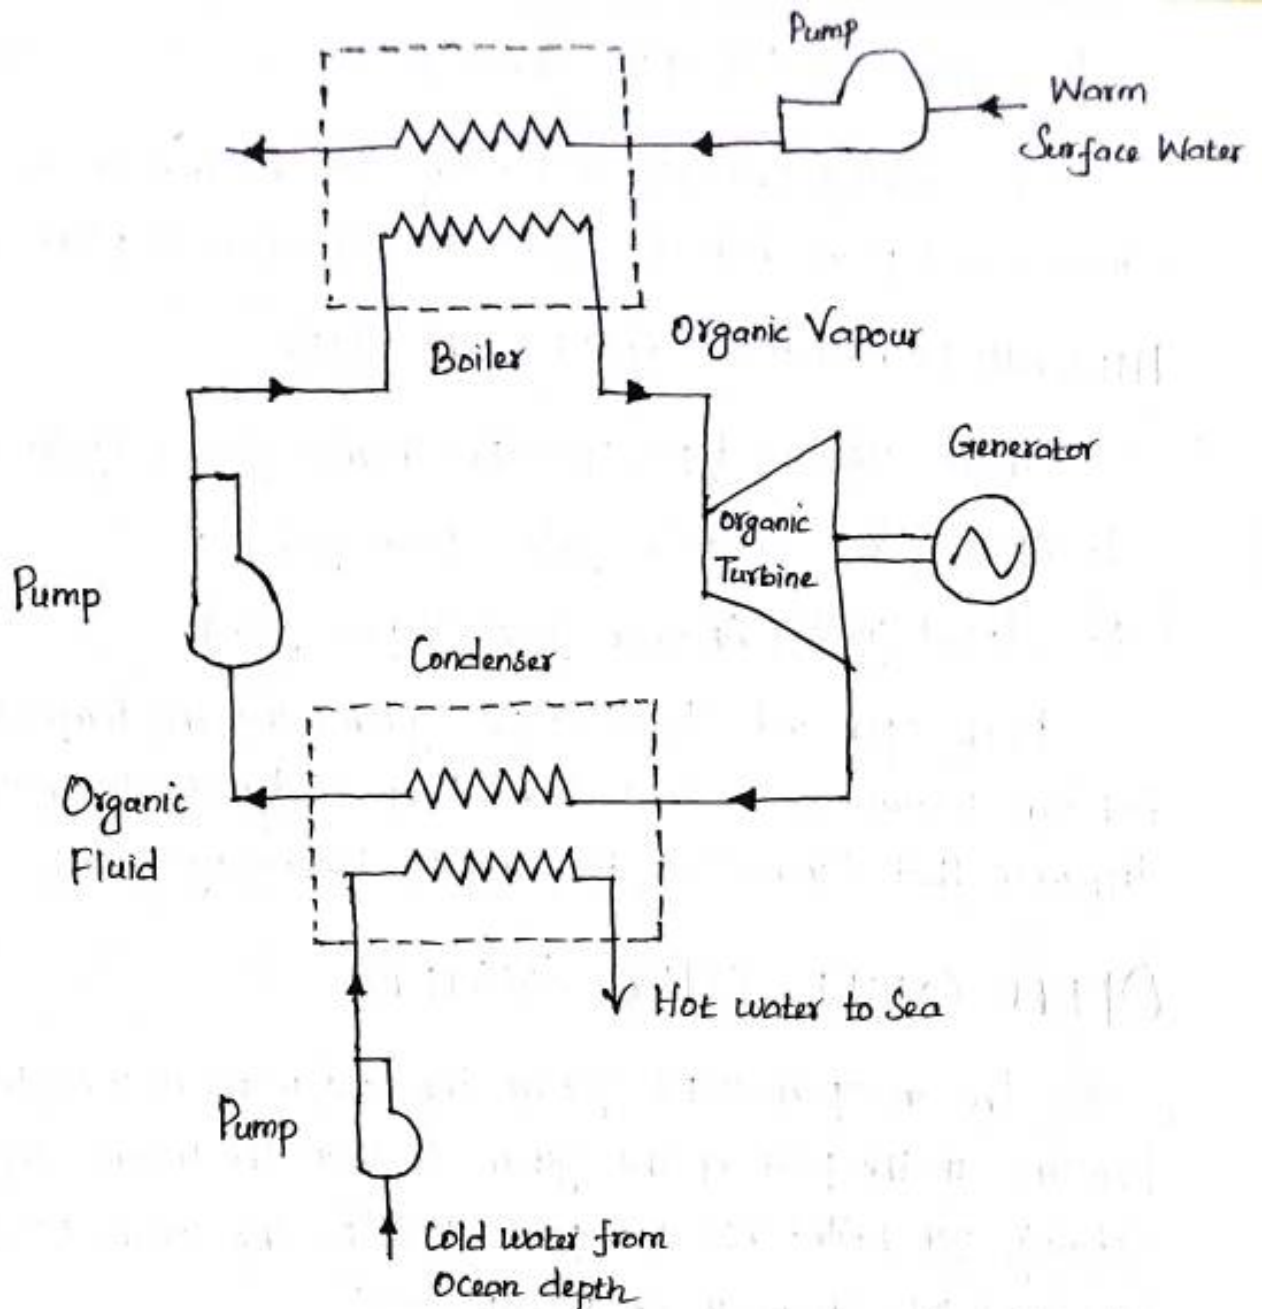 Pump
Warm
Surface Water
Organic Vapour
Boiler
Generator
Organic
Turbine
Pump
Condenser
Organic
Fluid
Hot water to Sea
Pump
Cold water from
Ocean depth